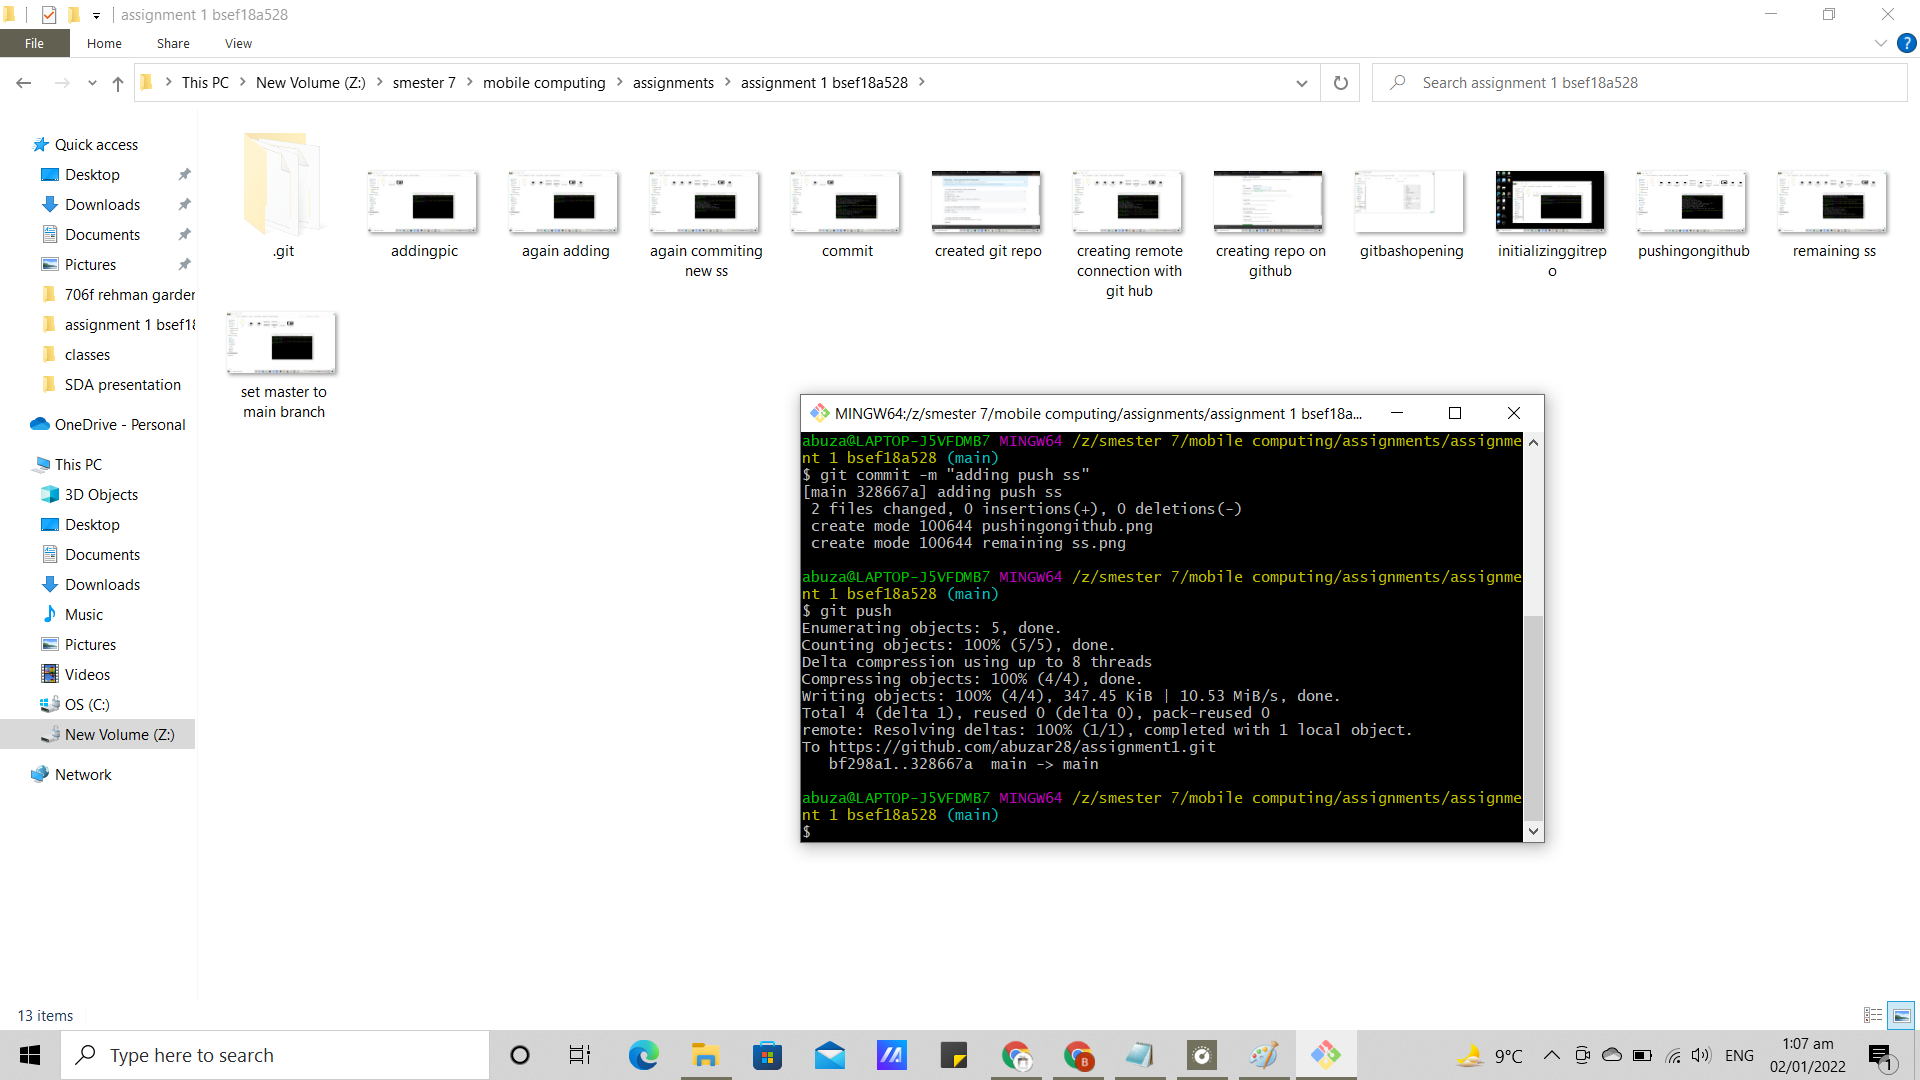 assignment 1 bsef18a528
File Home Share View
This PC New Volume (Z:) smester 7 mobile computing assignments assignment 1 bsef18a528
Search assignment 1 bsef18a528
Quick access
Desktop
Downloads
Documents
Pictures
706f rehman garder
assignment 1 bsef18
classes
SDA presentation
OneDrive - Personal
This PC
3D Objects
Desktop
Documents
Downloads
Music
Pictures
Videos
OS (C:)
New Volume (Z:)
Network
.git
addingpic
again adding
again commiting
new ss
commit
created git repo
creating remote
connection with
git hub
creating repo on
github
gitbashopening
initializinggitrep
o
pushingongithub
remaining ss
set master to
main branch
MINGW64:/z/smester 7/mobile computing/assignments/assignment 1 bsef18a...
abuza@LAPTOP-J5VFDMB7 MINGW64 /z/smester 7/mobile computing/assignments/assignme
nt 1 bsef18a528 (main)
$ git commit -m "adding push ss"
[main 328667a] adding push ss
2 files changed, 0 insertions(+), 0 deletions(-)
create mode 100644 pushingongithub.png
create mode 100644 remaining ss.png
abuza@LAPTOP-J5VFDMB7 MINGW64 /z/smester 7/mobile computing/assignments/assignme
nt 1 bsef18a528 (main)
$ git push
Enumerating objects: 5, done.
Counting objects: 100% (5/5), done.
Delta compression using up to 8 threads
Compressing objects: 100% (4/4), done.
Writing objects: 100% (4/4), 347.45 KiB | 10.53 MiB/s, done.
Total 4 (delta 1), reused 0 (delta 0), pack-reused 0
remote: Resolving deltas: 100% (1/1), completed with 1 local object.
To https://github.com/abuzar28/assignment1.git
bf298a1..328667a main -> main
abuza@LAPTOP-J5VFDMB7 MINGW64 /z/smester 7/mobile computing/assignments/assignme
nt 1 bsef18a528 (main)
$
13 items
Type here to search
B
9°C
ENG
1:07 am
02/01/2022
1